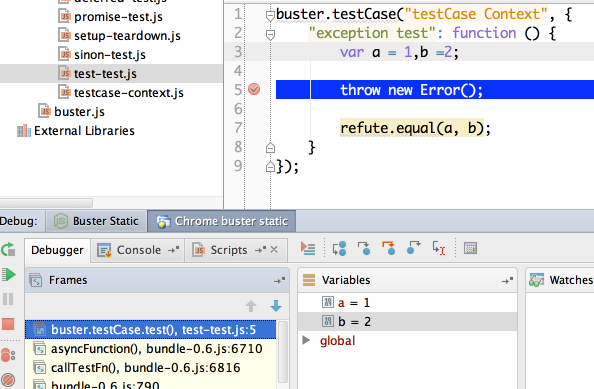 deferred-test.js
promise-test.js
setup-teardown.js
sinon-test.js
test-test.js
testcase-context.js
buster.js
External Libraries
1 buster.testCase("testCase Context", {
2 "exception test": function () {
3 var a = 1,b =2;
4
5 throw new Error();
6
7 refute.equal(a, b);
8 }
9 });
Debug: Buster Static Chrome buster static
Debugger Console Scripts
Frames Variables Watches
buster.testCase.test(), test-test.js:5
asyncFunction(), bundle-0.6.js:6710
callTestFn(), bundle-0.6.js:6816
bundle-0.6.js:790
a = 1
b = 2
global